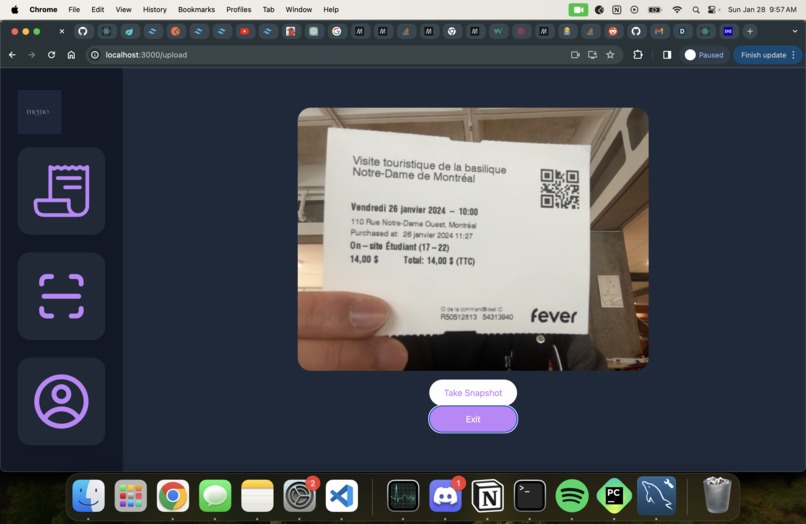 Chrome File Edit View History Bookmarks Profiles Tab Window Help Sun Jan 28 9:57 AM
localhost:3000/upload Paused Finish update
memo
Visite touristique de la basilique
Notre-Dame de Montréal
Vendredi 26 janvier 2024 – 10:00
110 Rue Notre-Dame Ouest, Montréal
Purchased at: 26 janvier 2024 11:27
On-site Étudiant (17-22)
14,00 $ Total: 14,00 $ (TTC)
R50512813 54313940
fever
Take Snapshot
Exit
2
1
PC